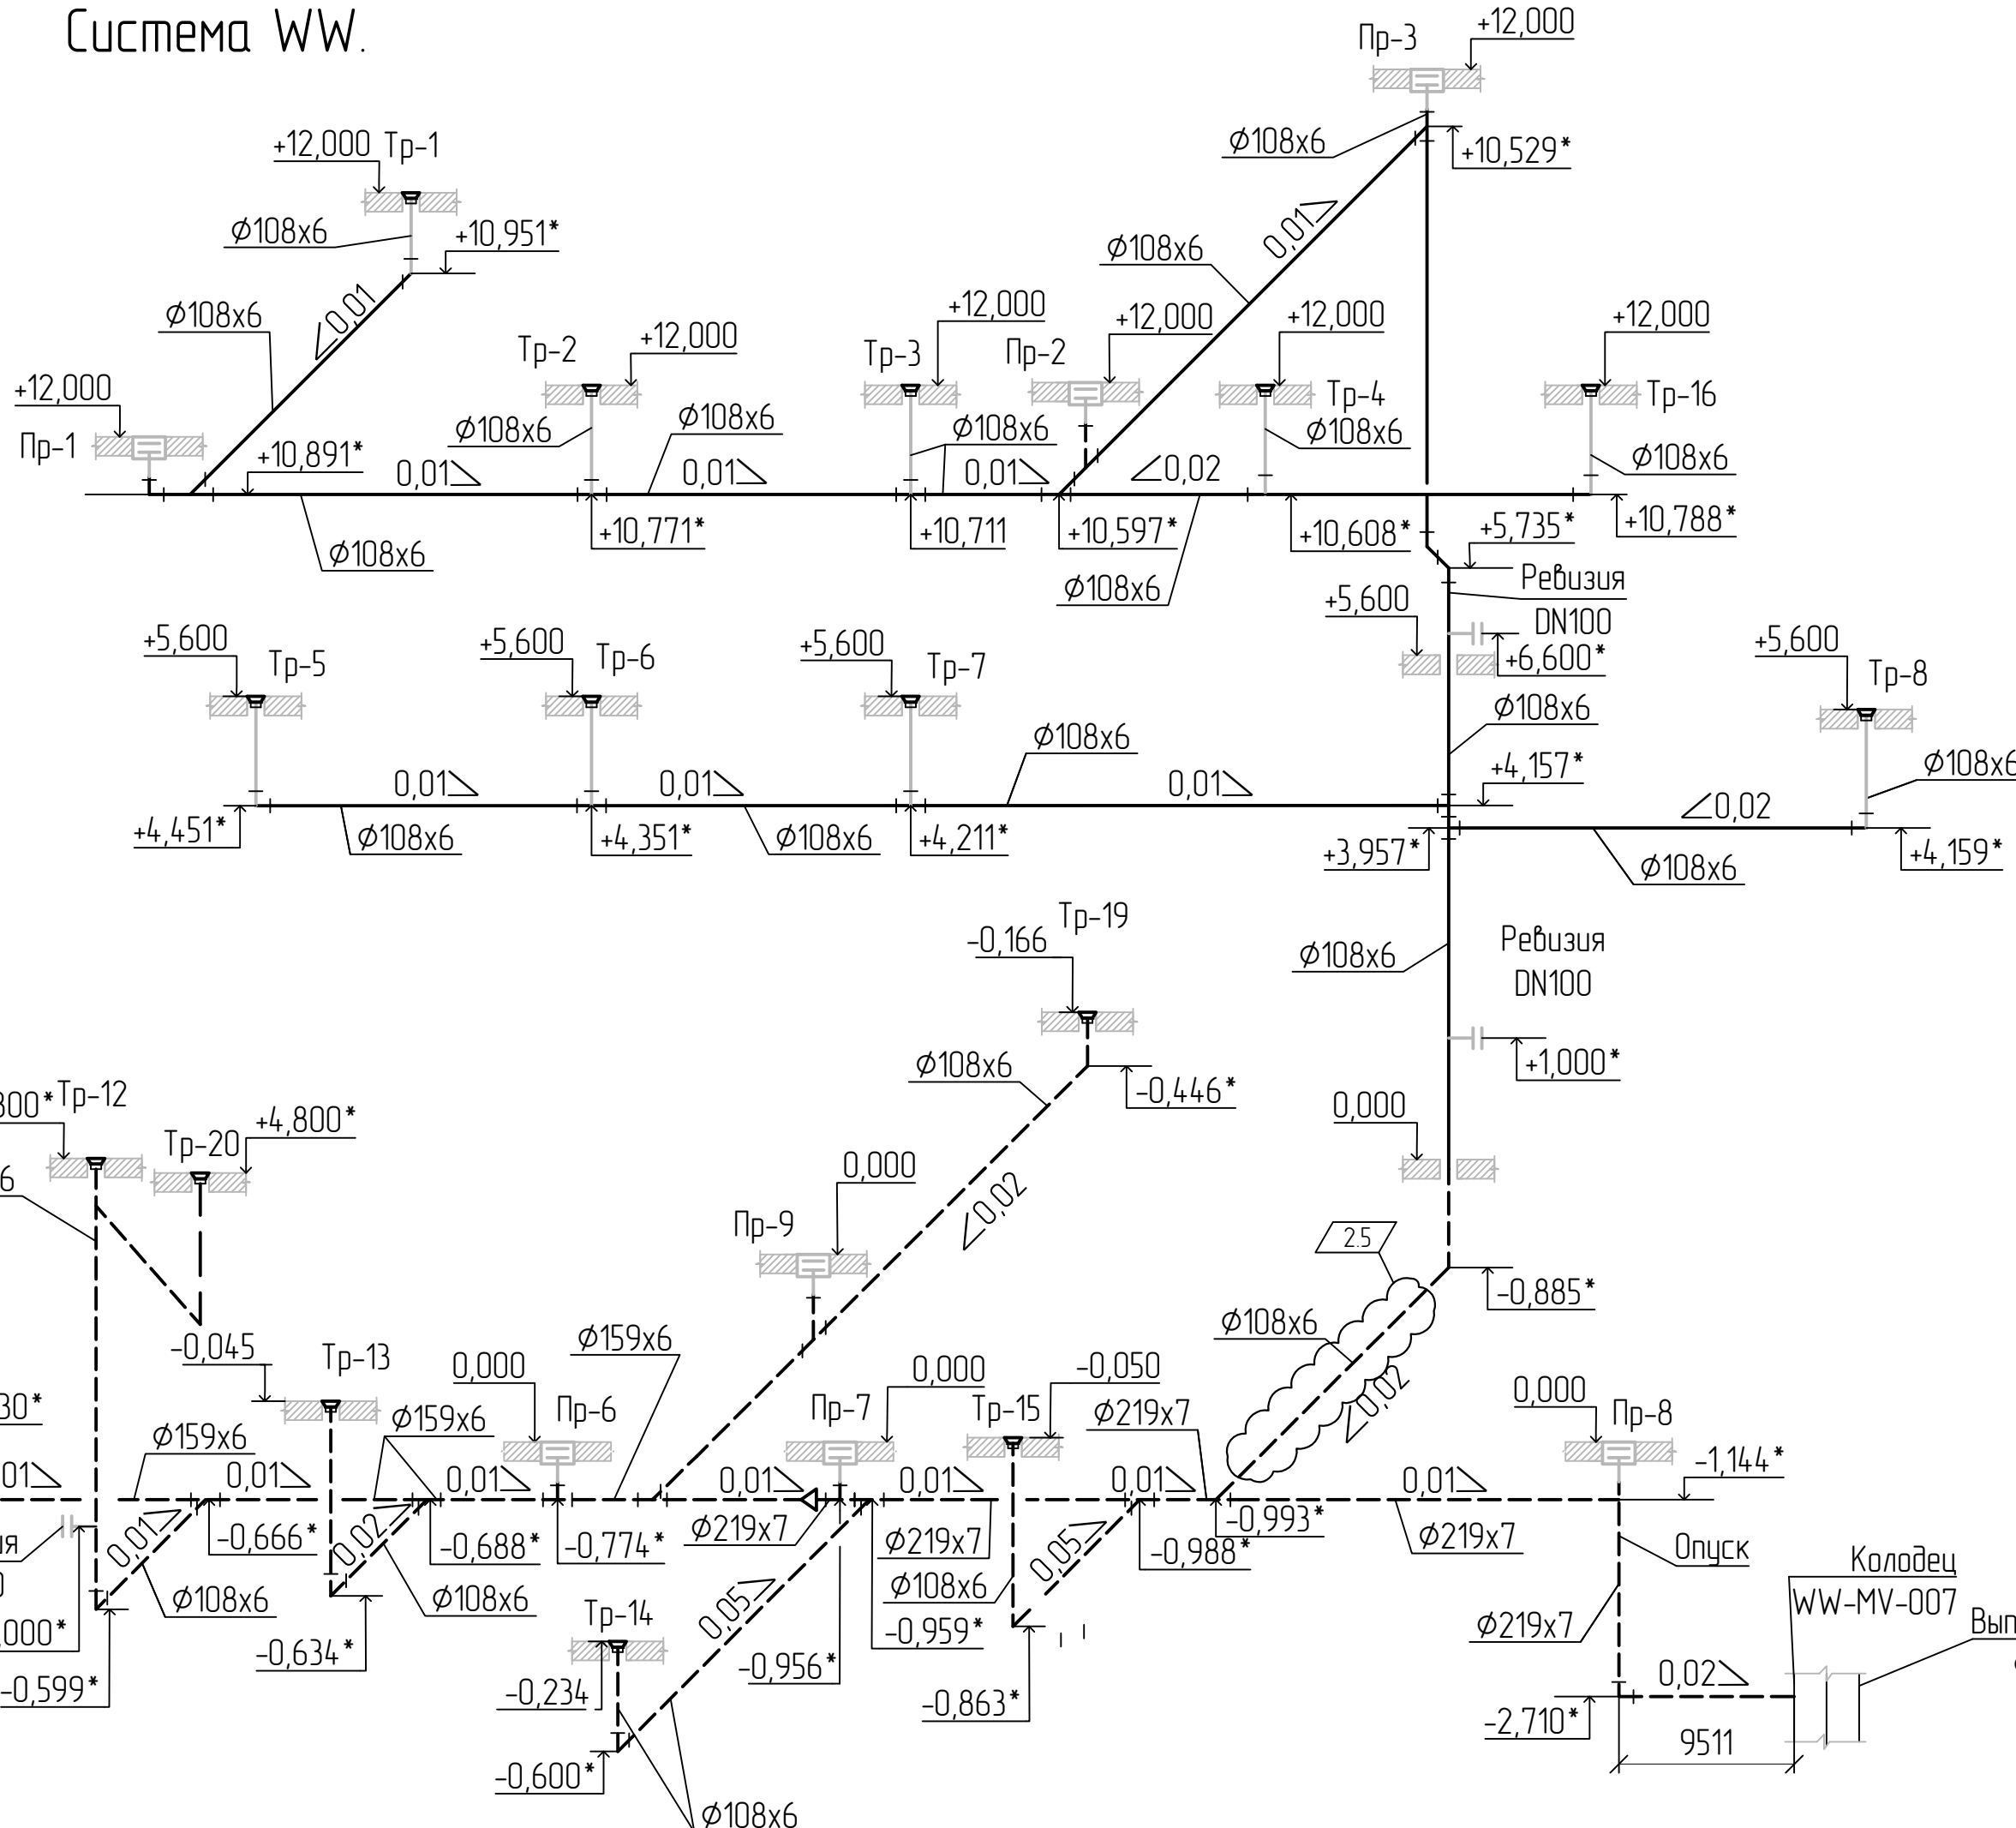 Система WW.
Пр-3
+12,000
Ø108x6
+10,529*
+12,000
Тр-1
Ø108x6
+10,951*
0,01
Ø108x6
Ø108x6
0,01
+12,000
Пр-1
+10,891*
0,01
Ø108x6
Тр-2
+12,000
Ø108x6
Ø108x6
0,01
+10,771*
Тр-3
+12,000
Ø108x6
0,01
+10,711
Пр-2
+12,000
0,02
+10,597*
Ø108x6
+12,000
Тр-4
Ø108x6
+10,608*
+12,000
Тр-16
Ø108x6
+10,788*
+5,735*
Ревизия
DN100
+5,600
+6,600*
Ø108x6
+5,600
Тр-5
+5,600
Тр-6
+5,600
Тр-7
+5,600
Тр-8
Ø108x6
0,01
0,01
0,01
+4,157*
Ø108x6
0,02
+4,451*
Ø108x6
+4,351*
Ø108x6
+4,211*
+3,957*
Ø108x6
+4,159*
Тр-19
-0,166
Ø108x6
-0,446*
Ø108x6
Ревизия
DN100
+1,000*
0,000
800*
Тр-12
Тр-20
+4,800*
6
0,02
0,000
Пр-9
2.5
-0,885*
Ø108x6
0,02
-0,045
Тр-13
0,000
Пр-6
Ø159x6
Пр-7
0,000
Тр-15
-0,050
Ø219x7
0,000
Пр-8
-1,144*
30*
Ø159x6
Ø159x6
01
0,01
0,01
0,01
0,01
0,01
0,01
-0,666*
0,01
Ø108x6
0,02
-0,688*
Ø108x6
-0,774*
Ø219x7
Ø219x7
Ø108x6
0,05
-0,988*
-0,993*
Ø219x7
Опуск
Колодец
WW-MV-007
ия
0
,000*
-0,599*
-0,634*
Тр-14
0,05
-0,234
-0,600*
Ø108x6
-0,956*
-0,959*
-0,863*
Ø219x7
0,02
-2,710*
9511
Вып